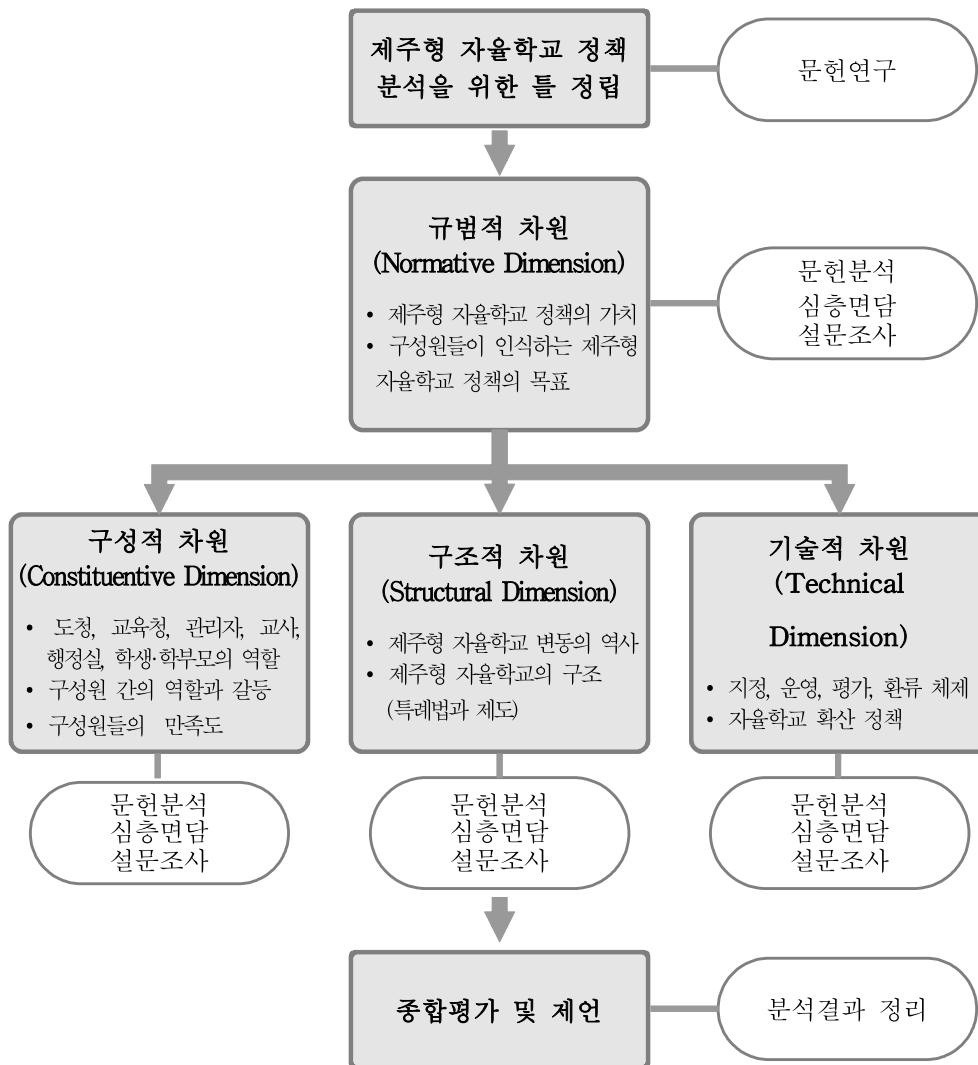 제주형 자율학교 정책
분석을 위한 틀 정립
문헌연구
규범적 차원
(Normative Dimension)
• 제주형 자율학교 정책의 가치
• 구성원들이 인식하는 제주형
자율학교 정책의 목표
문헌분석
심층면담
설문조사
구성적 차원
(Constituentive Dimension)
• 도청, 교육청, 관리자, 교사,
행정실, 학생·학부모의 역할
• 구성원 간의 역할과 갈등
• 구성원들의 만족도
문헌분석
심층면담
설문조사
구조적 차원
(Structural Dimension)
• 제주형 자율학교 변동의 역사
• 제주형 자율학교의 구조
(특례법과 제도)
문헌분석
심층면담
설문조사
기술적 차원
(Technical
Dimension)
• 지정, 운영, 평가, 환류 체제
• 자율학교 확산 정책
문헌분석
심층면담
설문조사
종합평가 및 제언
분석결과 정리